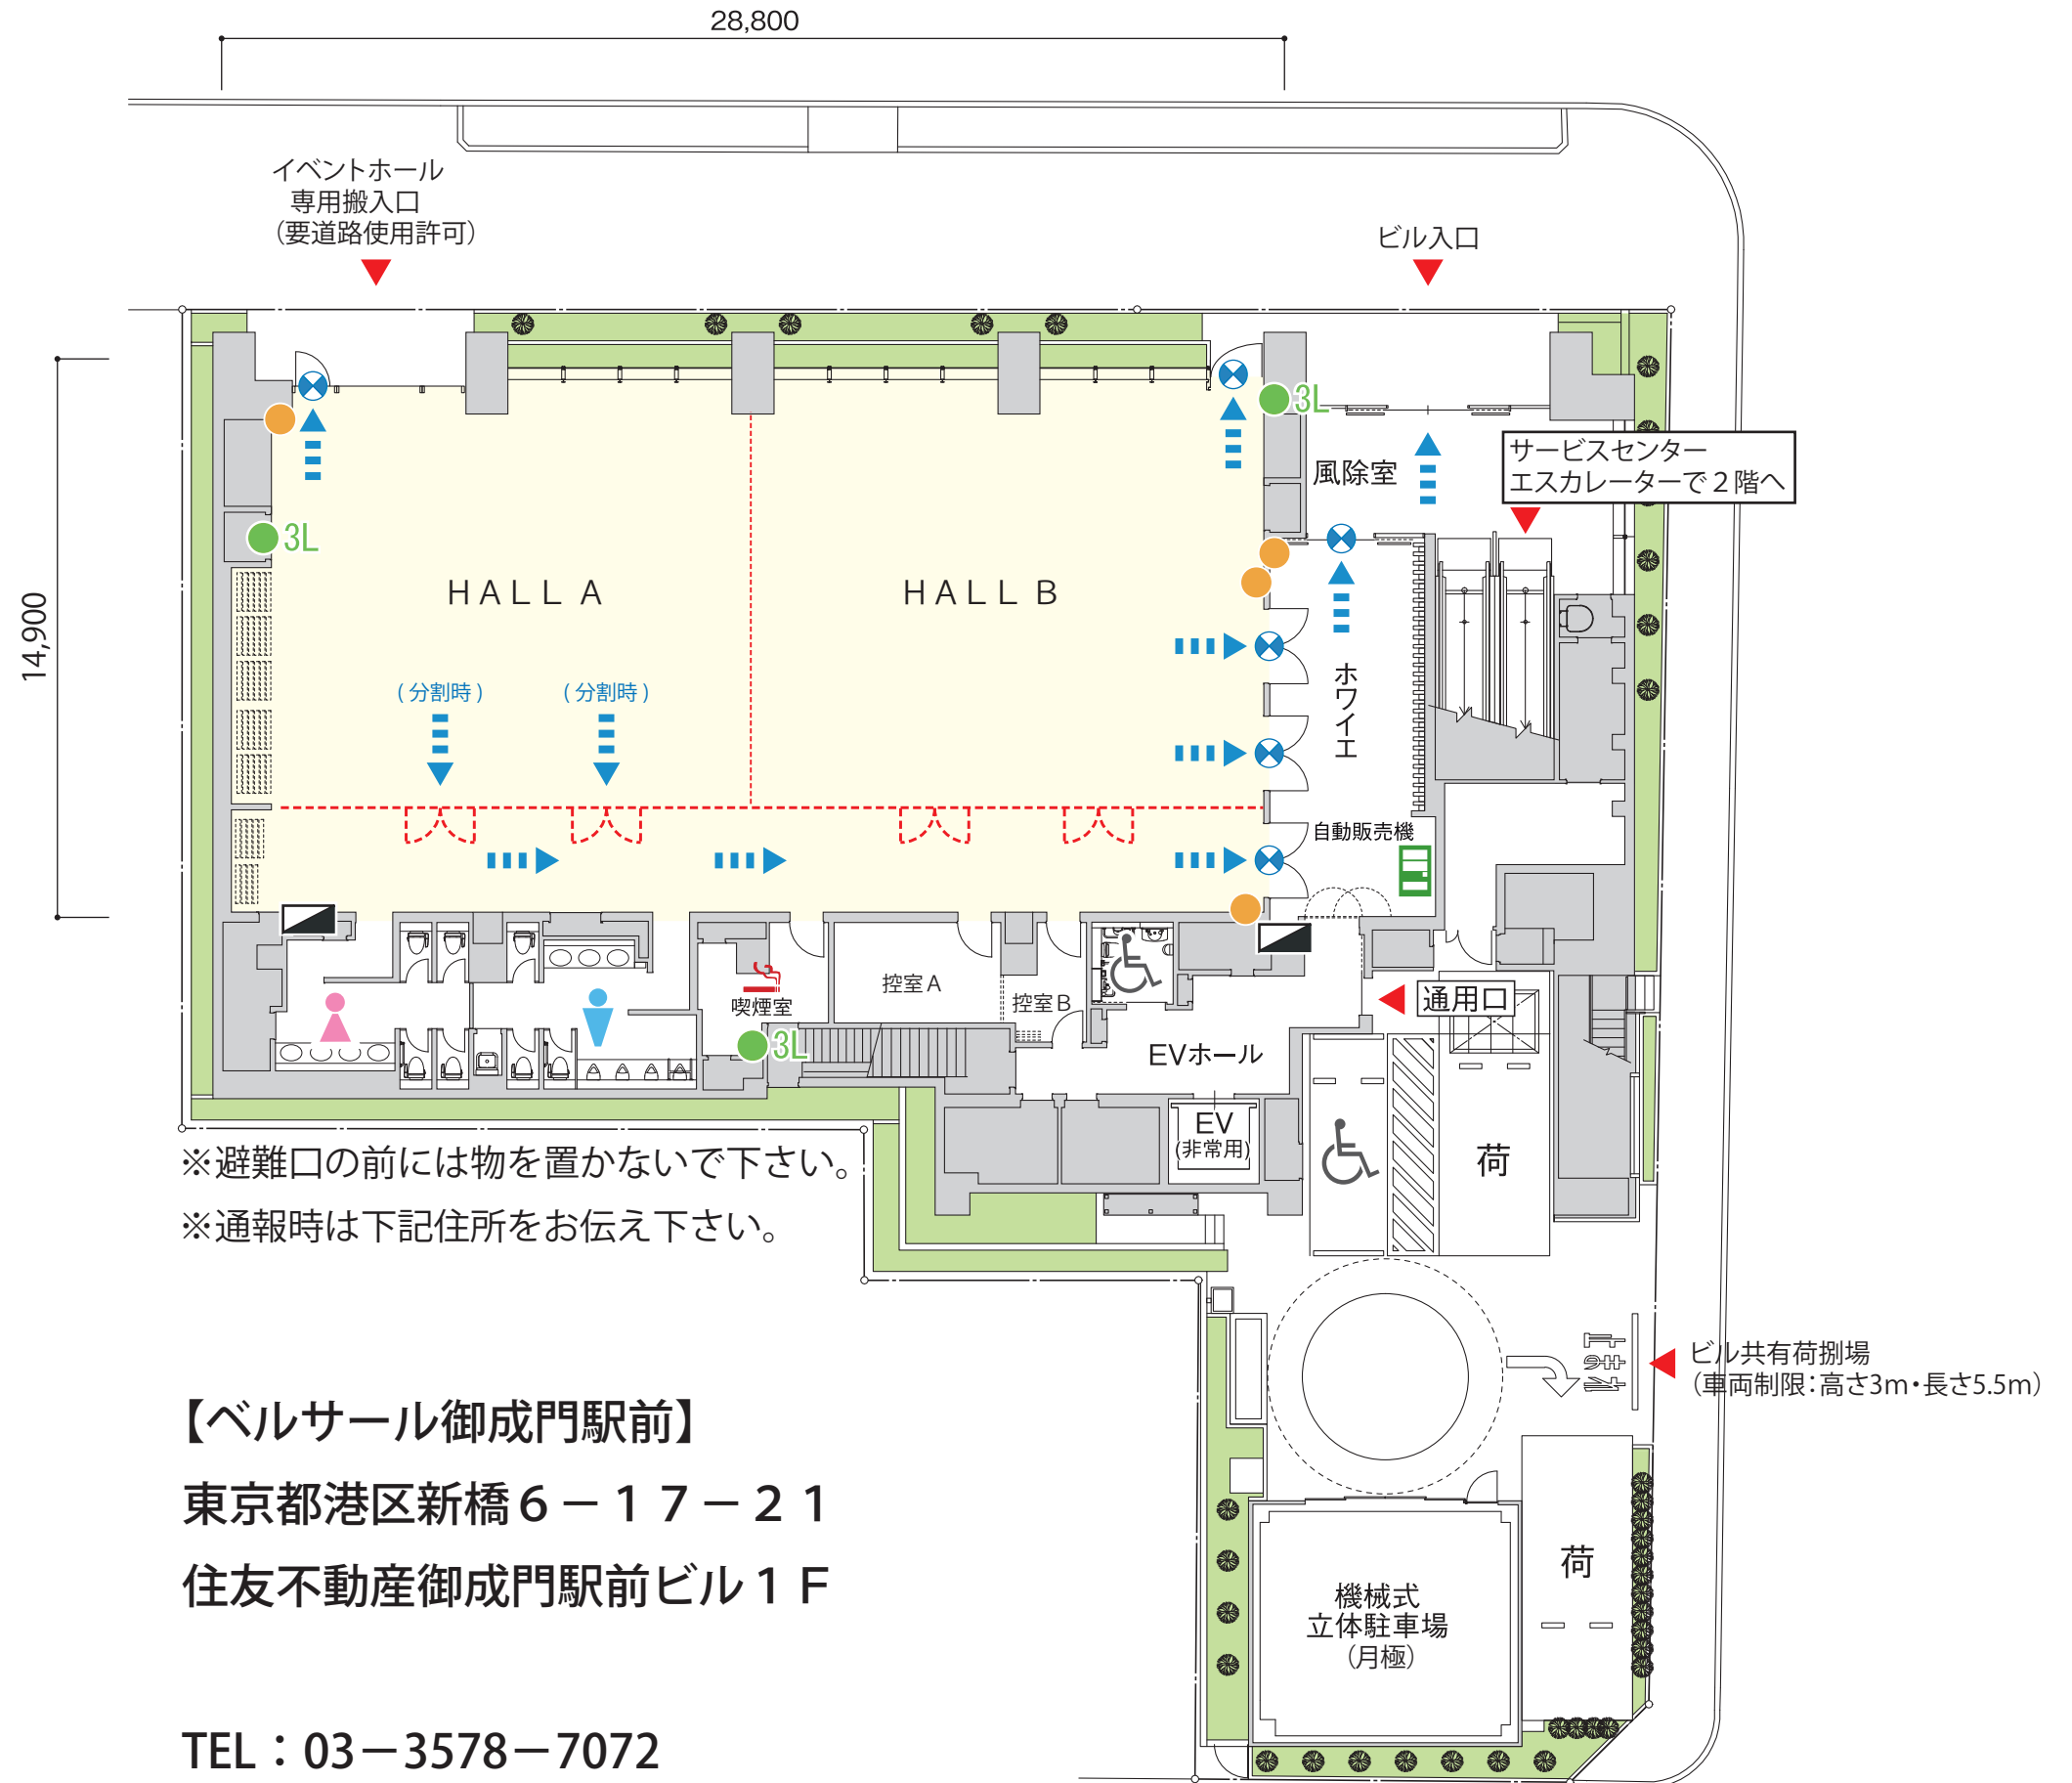 28,800
イベントホール
専用搬入口
（要道路使用許可）
ビル入口
14,900
3L
風除室
サービスセンター
エスカレーターで２階へ
3L
ＨＡＬＬ Ａ
ＨＡＬＬ Ｂ
ホワイエ
(分割時)
(分割時)
自動販売機
控室Ａ
控室Ｂ
喫煙室
3L
通用口
EVホール
EV
(非常用)
荷
※避難口の前には物を置かないで下さい。
※通報時は下記住所をお伝え下さい。
ビル共有荷捌場
（車両制限：高さ3m・長さ5.5m）
【ベルサール御成門駅前】
東京都港区新橋６－１７－２１
住友不動産御成門駅前ビル１Ｆ
荷
機械式
立体駐車場
（月極）
TEL：03－3578－7072